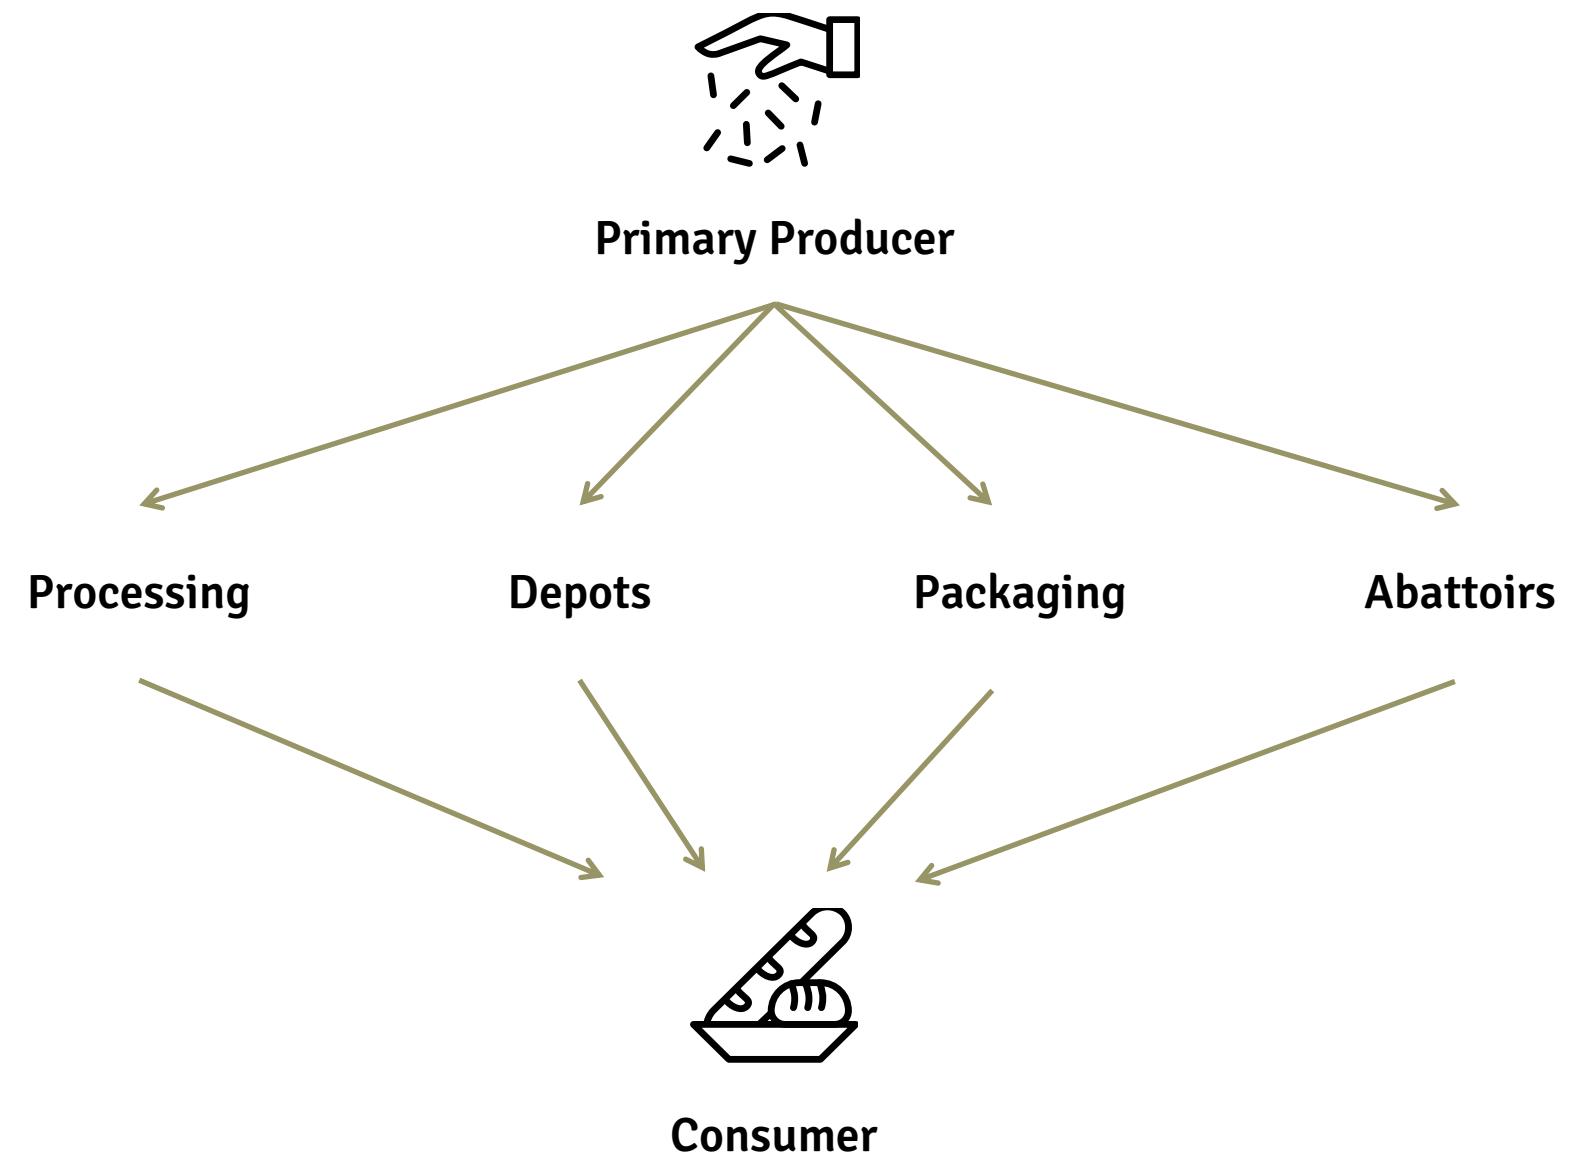 Primary Producer
Processing
Depots
Packaging
Abattoirs
Consumer